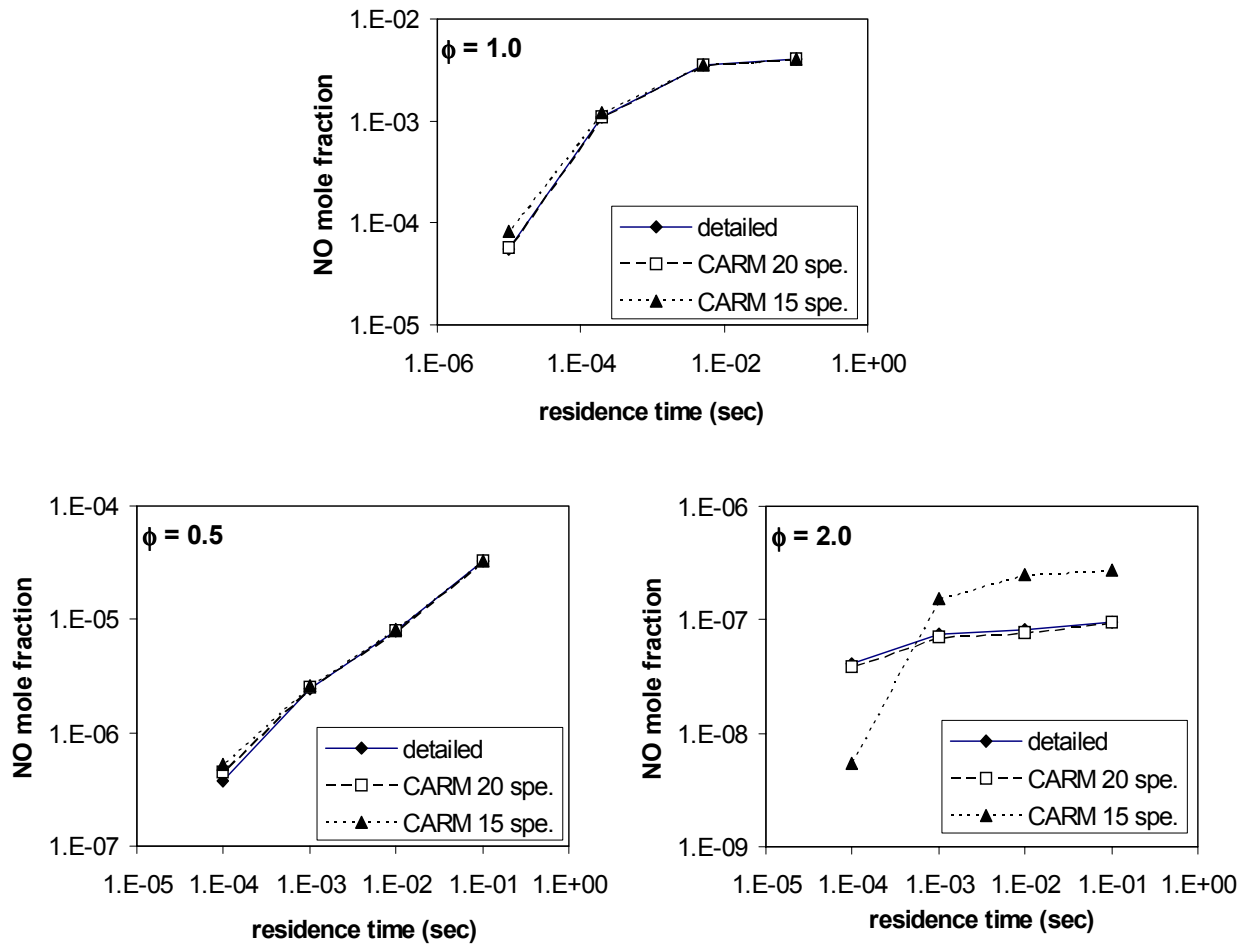 1.E-02
ϕ = 1.0
1.E-03
1.E-04
1.E-05
NO mole fraction
detailed
CARM 20 spe.
CARM 15 spe.
1.E-06 1.E-04 1.E-02 1.E+00
residence time (sec)
1.E-04
ϕ = 0.5
1.E-05
1.E-06
1.E-07
NO mole fraction
detailed
CARM 20 spe.
CARM 15 spe.
1.E-05 1.E-04 1.E-03 1.E-02 1.E-01 1.E+00
residence time (sec)
1.E-06
ϕ = 2.0
1.E-07
1.E-08
1.E-09
NO mole fraction
detailed
CARM 20 spe.
CARM 15 spe.
1.E-05 1.E-04 1.E-03 1.E-02 1.E-01 1.E+00
residence time (sec)